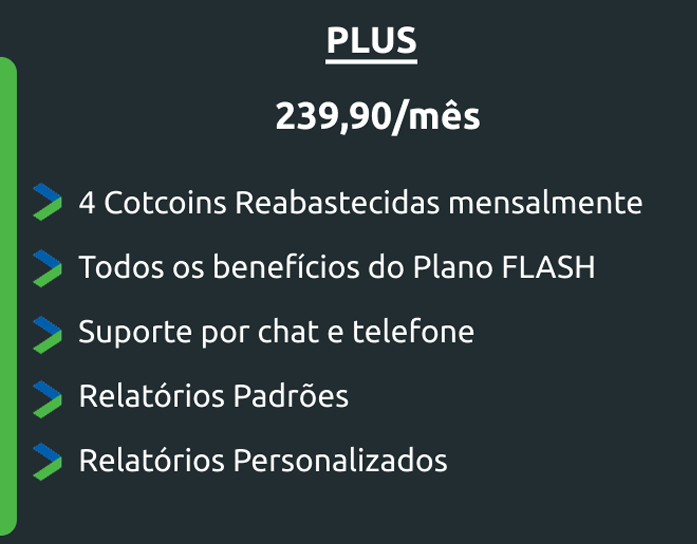 PLUS
239,90/mês
4 Cotcoins Reabastecidas mensalmente
Todos os benefícios do Plano FLASH
Suporte por chat e telefone
Relatórios Padrões
Relatórios Personalizados